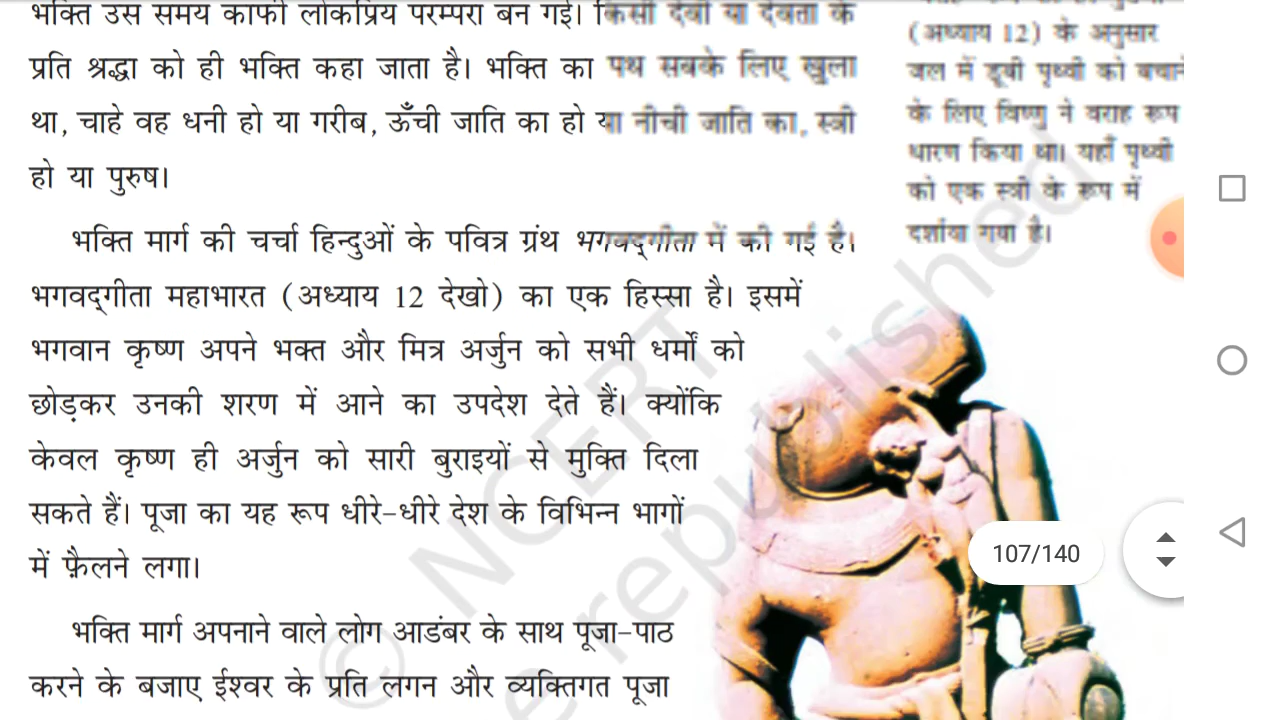 भक्ति उस समय काफी लोकप्रिय परम्परा बन गई। किसी देवी या देवता के
प्रति श्रद्धा को ही भक्ति कहा जाता है। भक्ति का पथ सबके लिए खुला
था, चाहे वह धनी हो या गरीब, ऊँची जाति का हो या नीची जाति का, स्त्री
हो या पुरुष।
भक्ति मार्ग की चर्चा हिन्दुओं के पवित्र ग्रंथ भगवद्गीता में की गई है।
भगवद्गीता महाभारत (अध्याय 12 देखो) का एक हिस्सा है। इसमें
भगवान कृष्ण अपने भक्त और मित्र अर्जुन को सभी धर्मों को
छोड़कर उनकी शरण में आने का उपदेश देते हैं। क्योंकि
केवल कृष्ण ही अर्जुन को सारी बुराइयों से मुक्ति दिला
सकते हैं। पूजा का यह रूप धीरे-धीरे देश के विभिन्न भागों
में फ़ैलने लगा।
भक्ति मार्ग अपनाने वाले लोग आडंबर के साथ पूजा-पाठ
करने के बजाए ईश्वर के प्रति लगन और व्यक्तिगत पूजा
(अध्याय 12) के अनुसार
जल में डूबी पृथ्वी को बचाने
के लिए विष्णु ने वराह रूप
धारण किया था। यहाँ पृथ्वी
को एक स्त्री के रूप में
दर्शाया गया है।
© NCERT
e republished
107/140